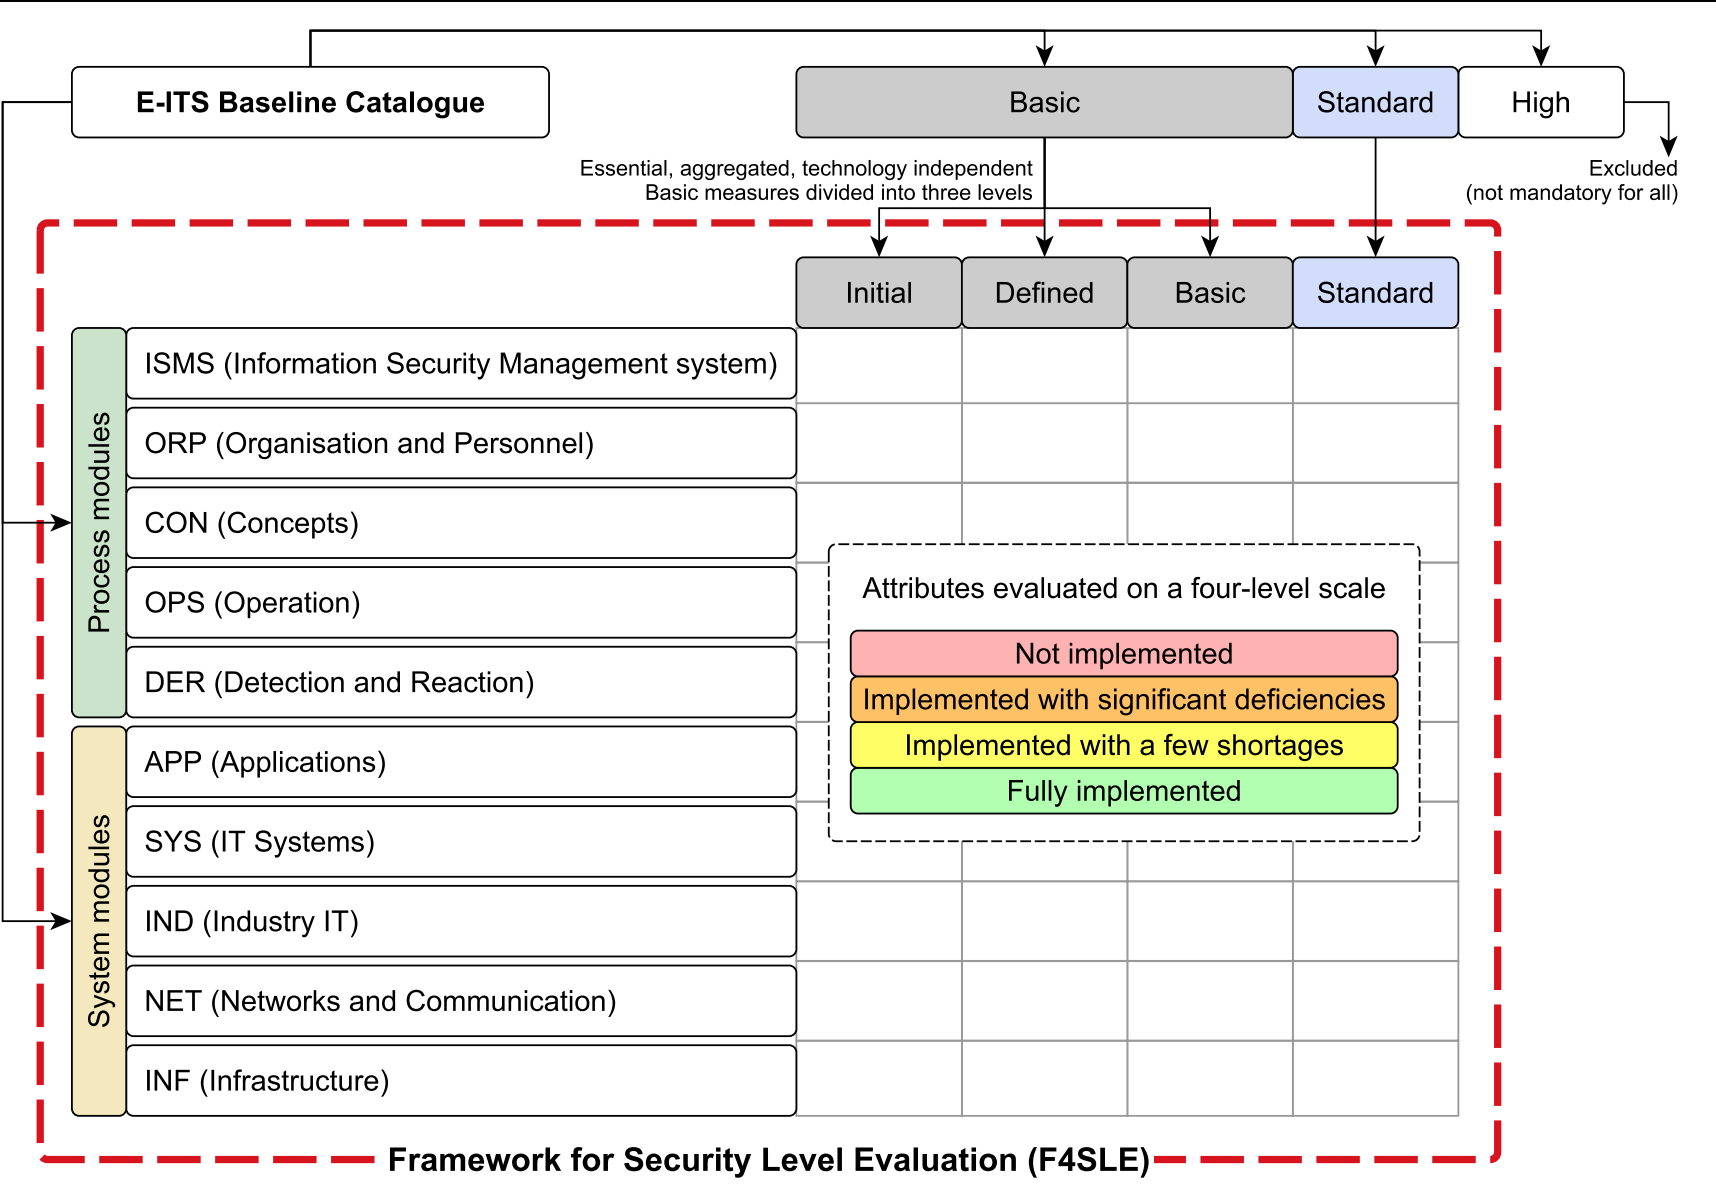 E-ITS Baseline Catalogue
Basic
Standard
High
Essential, aggregated, technology independent
Basic measures divided into three levels
Excluded
(not mandatory for all)
Initial
Defined
Basic
Standard
Process modules
ISMS (Information Security Management system)
ORP (Organisation and Personnel)
CON (Concepts)
OPS (Operation)
DER (Detection and Reaction)
System modules
APP (Applications)
SYS (IT Systems)
IND (Industry IT)
NET (Networks and Communication)
INF (Infrastructure)
Attributes evaluated on a four-level scale
Not implemented
Implemented with significant deficiencies
Implemented with a few shortages
Fully implemented
Framework for Security Level Evaluation (F4SLE)